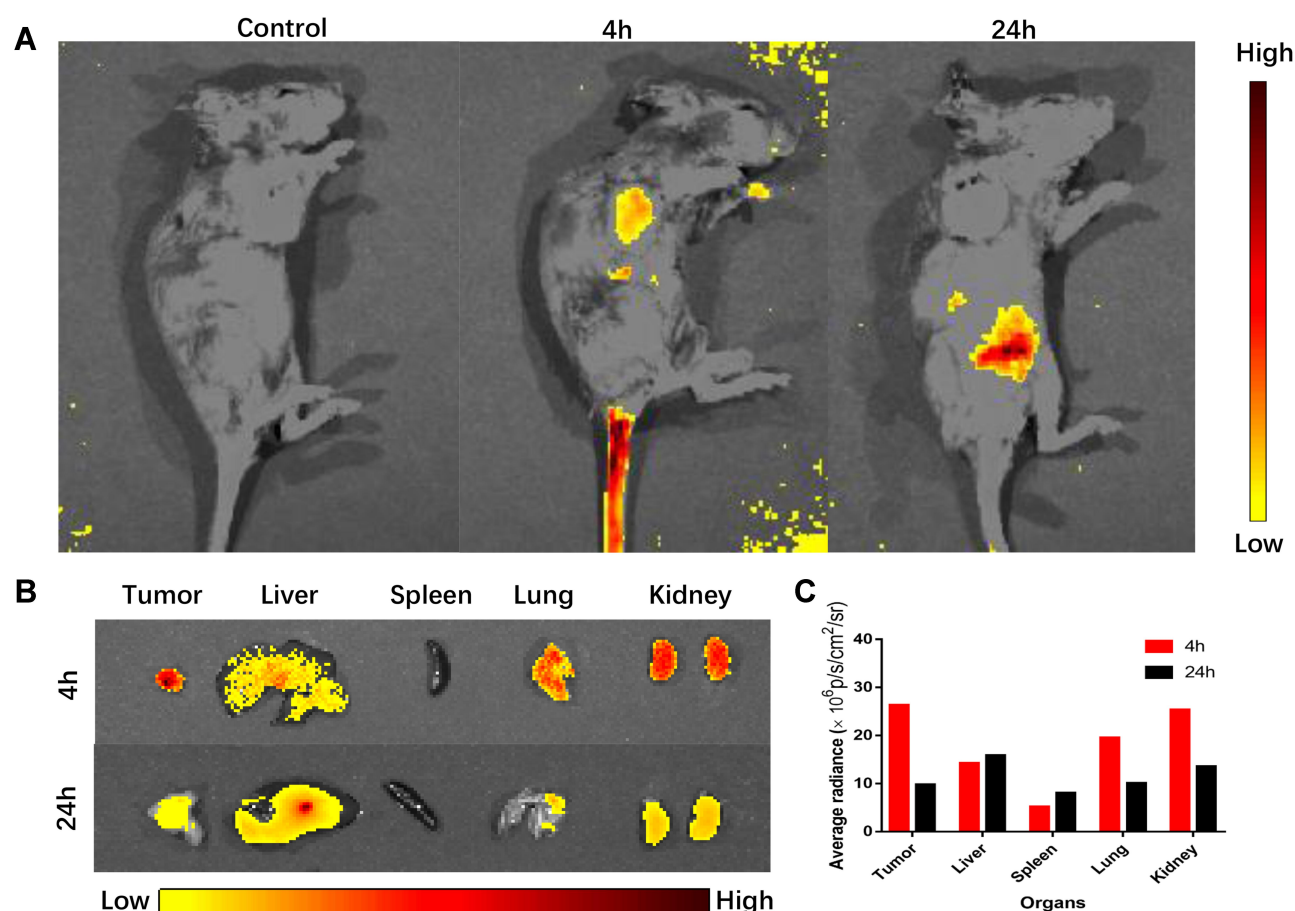 A
Control
4h
24h
High
Low
B
Tumor
Liver
Spleen
Lung
Kidney
4h
24h
Low
High
C
Average radiance (× 10⁶p/s/cm²/sr)
40
30
20
10
0
4h
24h
Tumor
Liver
Spleen
Lung
Kidney
Organs